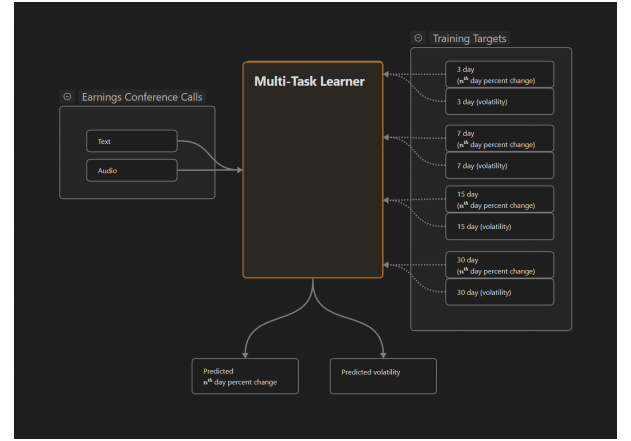 Training Targets
Multi-Task Learner
3 day
(nᵗʰ day percent change)
Earnings Conference Calls
3 day (volatility)
Text
7 day
(nᵗʰ day percent change)
Audio
7 day (volatility)
15 day
(nᵗʰ day percent change)
15 day (volatility)
30 day
(nᵗʰ day percent change)
30 day (volatility)
Predicted
nᵗʰ day percent change
Predicted volatility